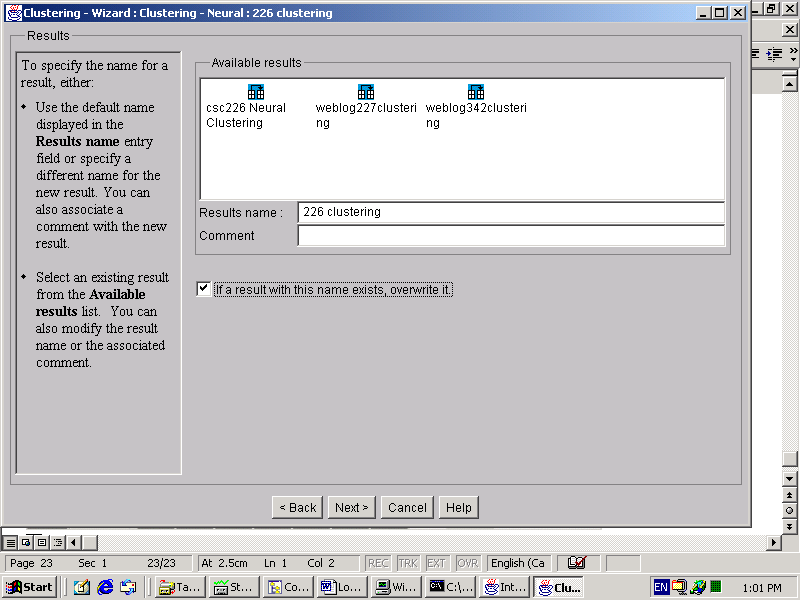 Clustering - Wizard : Clustering - Neural : 226 clustering
Results
To specify the name for a
result, either:
• Use the default name
displayed in the
Results name entry
field or specify a
different name for the
new result. You can
also associate a
comment with the new
result.
• Select an existing result
from the Available
results list. You can
also modify the result
name or the associated
comment.
Available results
csc226 Neural
Clustering
weblog227clusteri
ng
weblog342clusteri
ng
Results name : 226 clustering
Comment
If a result with this name exists, overwrite it.
< Back Next > Cancel Help
Page 23 Sec 1 23/23 At 2.5cm Ln 1 Col 2 REC TRK EXT OVR English (Ca
Start Ta... St... Co... Lo... Wi... C:\... Int... Clu... EN 1:01 PM